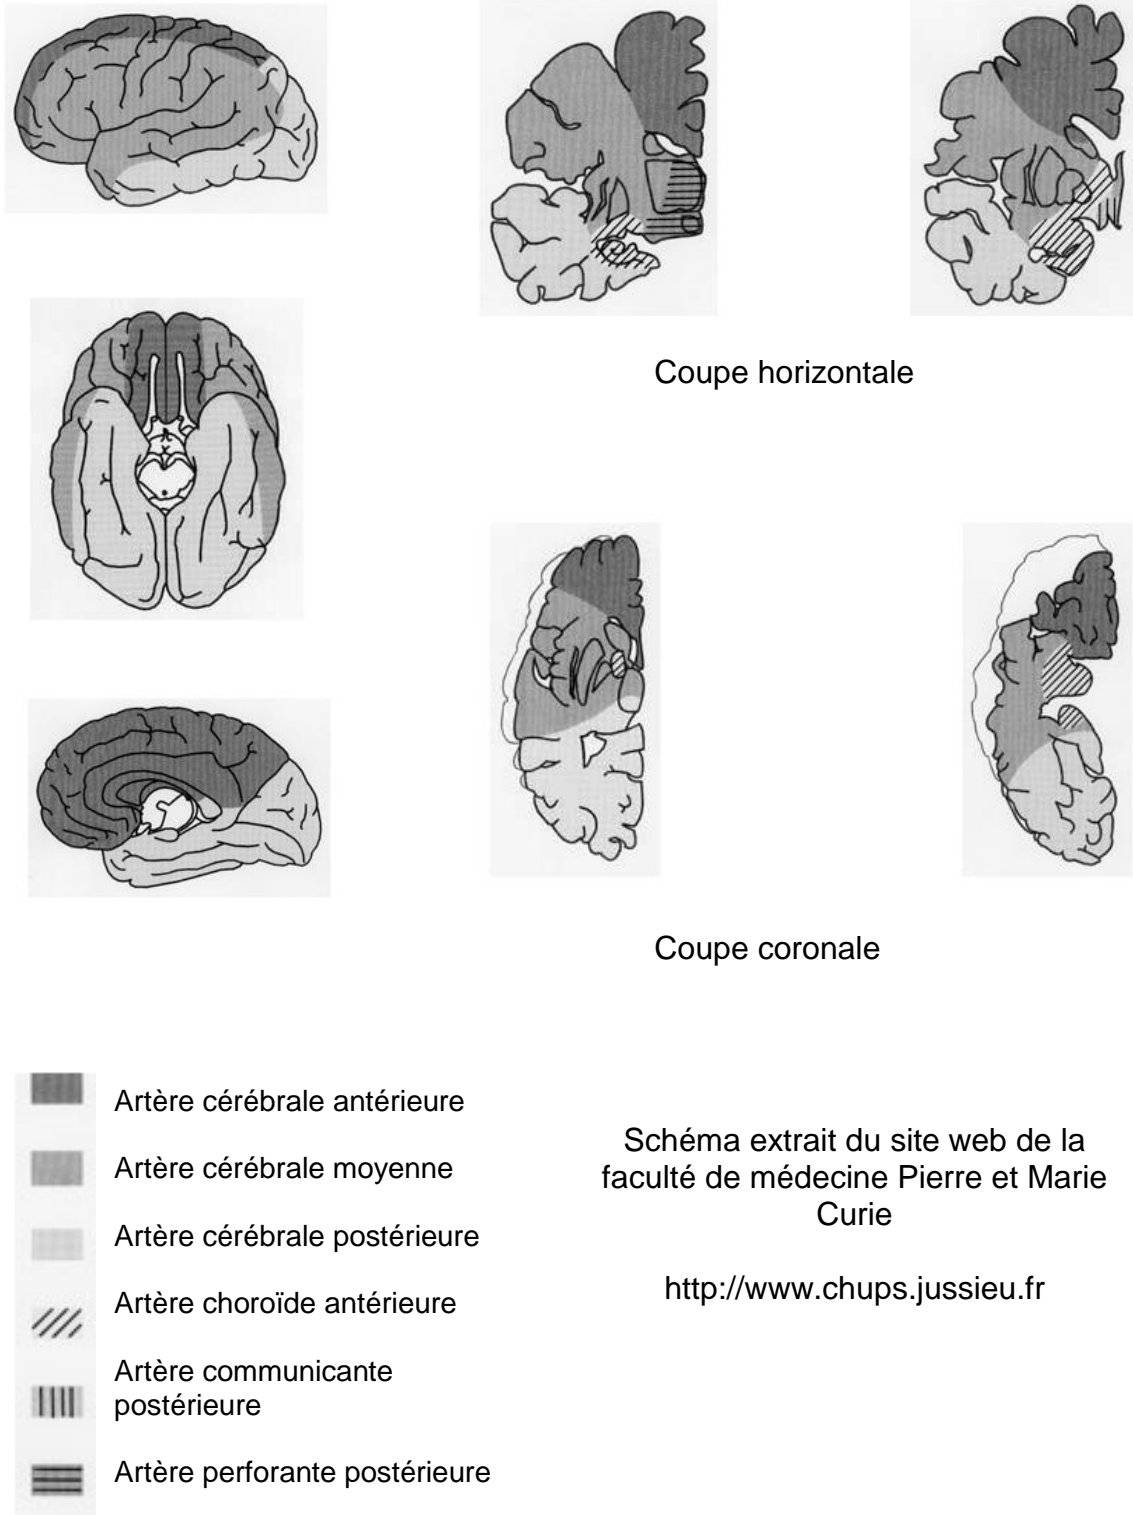 Coupe horizontale
Coupe coronale
Artère cérébrale antérieure
Artère cérébrale moyenne
Artère cérébrale postérieure
Artère choroïde antérieure
Artère communicante
postérieure
Artère perforante postérieure
Schéma extrait du site web de la
faculté de médecine Pierre et Marie
Curie
http://www.chups.jussieu.fr